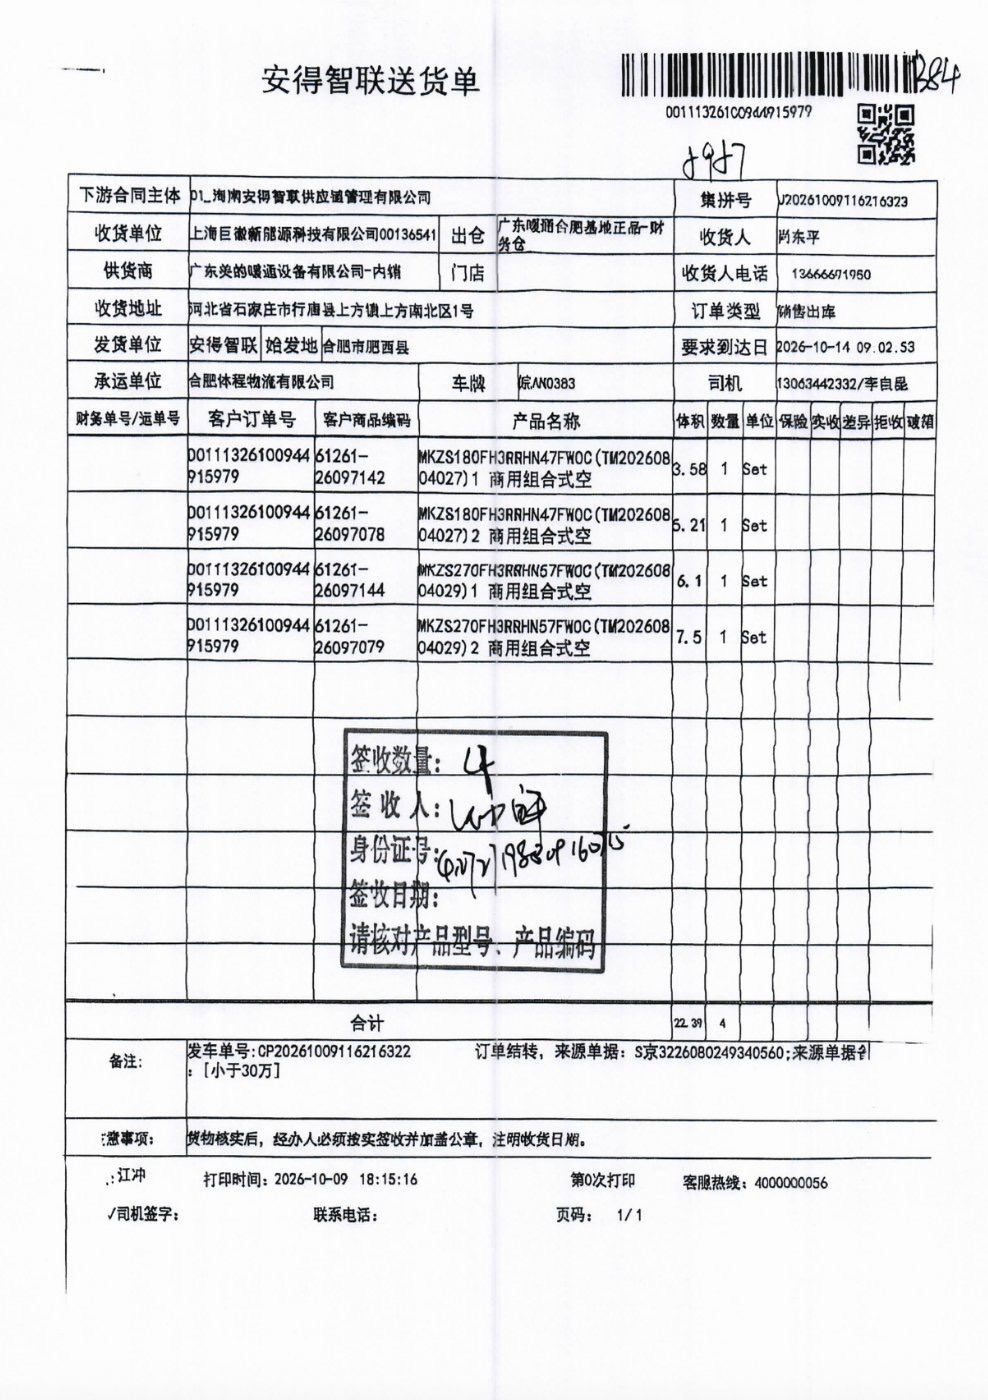 安得智联送货单
384
00111326100944915979
5957
下游合同主体 01_海南安得智联供应链管理有限公司 集拼号 J20261009116216323
收货单位 上海巨徽新能源科技有限公司00136541 出仓 广东暖通合肥基地正品-财务仓 收货人 尚东平
供货商 广东美的暖通设备有限公司-内销 门店 收货人电话 13666671950
收货地址 河北省石家庄市行唐县上方镇上方南北区1号 订单类型 销售出库
发货单位 安得智联 始发地 合肥市肥西县 要求到达日 2026-10-14 09.02.53
承运单位 合肥体程物流有限公司 车牌 皖AN0383 司机 13063442332/李自昆
财务单号/运单号 客户订单号 客户商品编码 产品名称 体积 数量 单位 保险 实收 差异 拒收 破箱
D00111326100944915979 61261-26097142 MKZS180FH3RRHN47FWOC(TM20260804027)1 商用组合式空 3.58 1 Set
D00111326100944915979 61261-26097078 MKZS180FH3RRHN47FWOC(TM20260804027)2 商用组合式空 5.21 1 Set
D00111326100944915979 61261-26097144 MKZS270FH3RRHN57FWOC(TM20260804029)1 商用组合式空 6.1 1 Set
D00111326100944915979 61261-26097079 MKZS270FH3RRHN57FWOC(TM20260804029)2 商用组合式空 7.5 1 Set
签收数量: 4
签收人:
身份证号:
签收日期:
请核对产品型号、产品编码
合计 22.39 4
备注: 发车单号:CP20261009116216322 订单结转，来源单据: S京3226080249340560;来源单据合
: [小于30万]
意事项: 货物核实后，经办人必须按实签收并加盖公章，注明收货日期。
.:江冲 打印时间: 2026-10-09 18:15:16 第0次打印 客服热线: 4000000056
/司机签字: 联系电话: 页码: 1/1